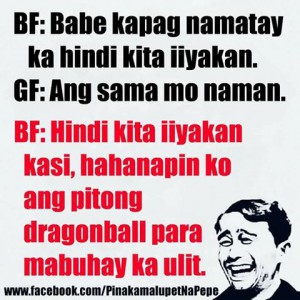 BF: Babe kapag namatay
ka hindi kita iiyakan.
GF: Ang sama mo naman.
BF: Hindi kita iiyakan
kasi, hahanapin ko
ang pitong
dragonball para
mabuhay ka ulit.
www.facebook.com/PinakamalupetNaPepe